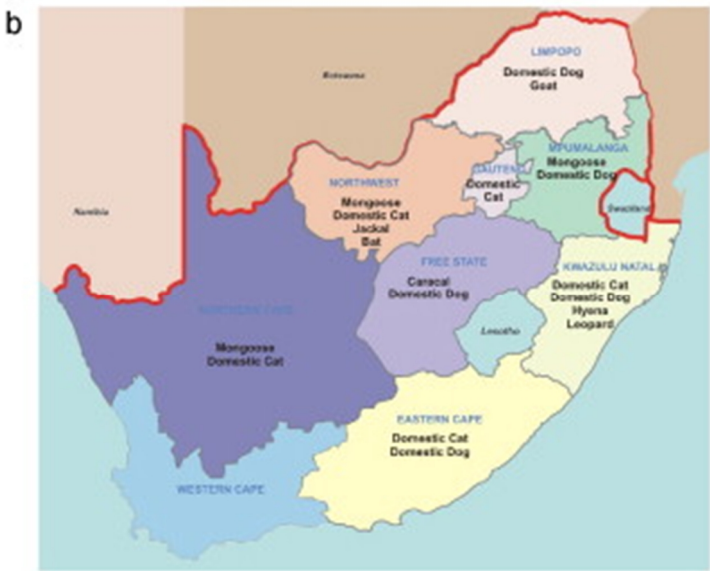 b
LIMPOPO
Domestic Dog
Goat
Botswana
MPUMALANGA
Mongoose
Domestic Dog
GAUTENG
Domestic
Cat
NORTHWEST
Mongoose
Domestic Cat
Jackal
Bat
Namibia
Swaziland
FREE STATE
Caracal
Domestic Dog
KWAZULU NATAL
Domestic Cat
Domestic Dog
Hyena
Leopard
NORTHERN CAPE
Mongoose
Domestic Cat
Lesotho
EASTERN CAPE
Domestic Cat
Domestic Dog
WESTERN CAPE